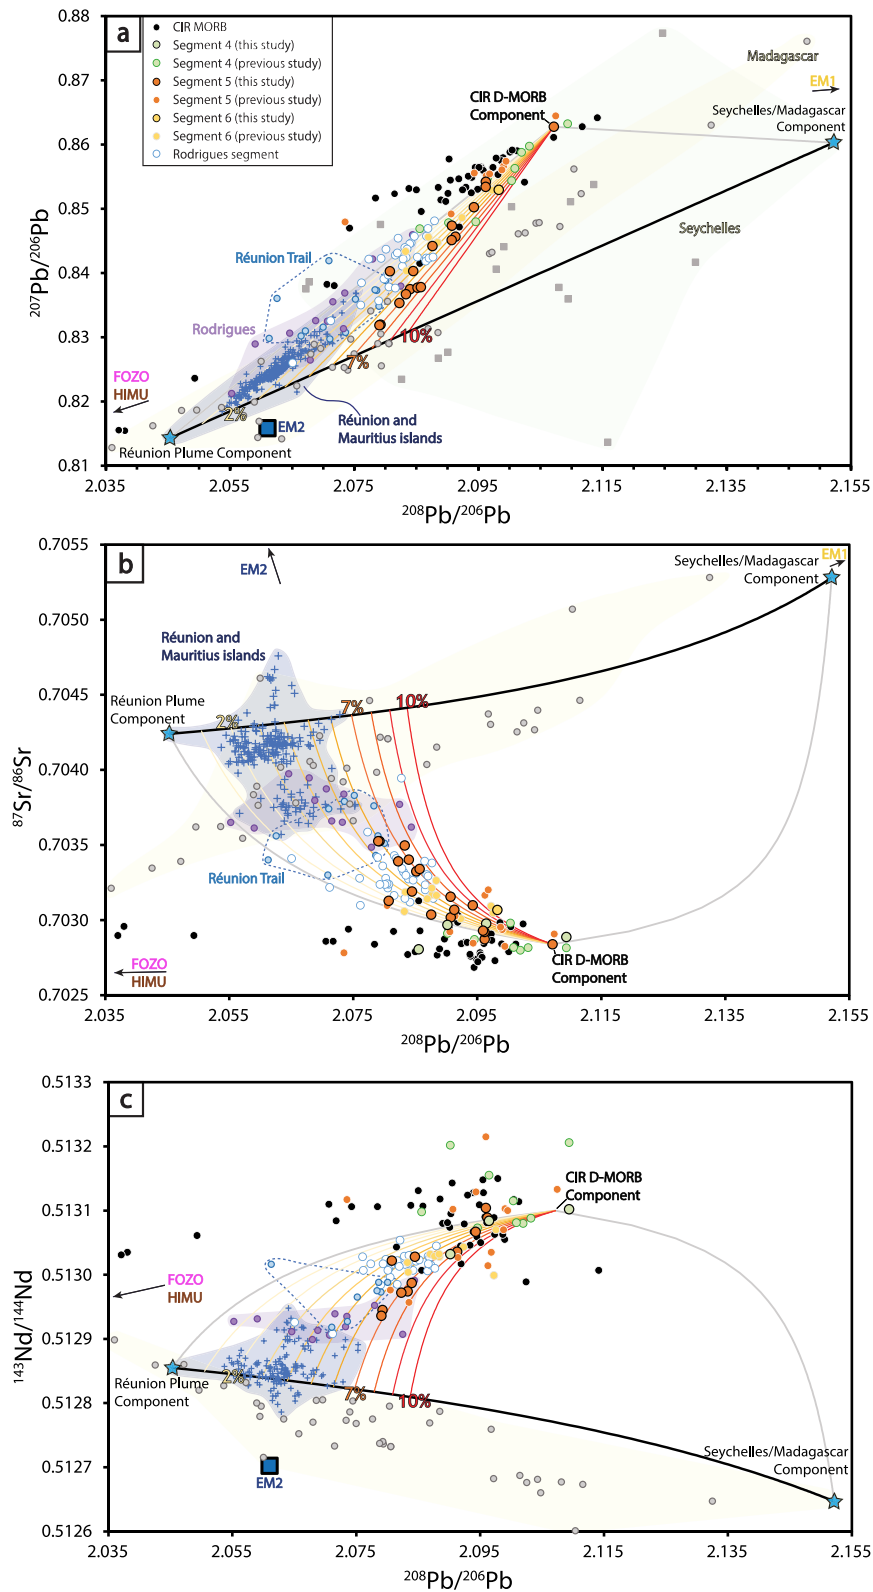 a
CIR MORB
Segment 4 (this study)
Segment 4 (previous study)
Segment 5 (this study)
Segment 5 (previous study)
Segment 6 (this study)
Segment 6 (previous study)
Rodrigues segment
0.88
0.87
0.86
0.85
0.84
0.83
0.82
0.81
207Pb/206Pb
Madagascar
EM1
CIR D-MORB
Component
Seychelles/Madagascar
Component
Seychelles
Réunion Trail
Rodrigues
10%
7%
2%
FOZO
HIMU
EM2
Réunion and
Mauritius islands
Réunion Plume Component
2.035
2.055
2.075
2.095
2.115
2.135
2.155
208Pb/206Pb
b
0.7055
0.7050
0.7045
0.7040
0.7035
0.7030
0.7025
87Sr/86Sr
EM2
Seychelles/Madagascar
Component
EM1
Réunion and
Mauritius islands
Réunion Plume
Component
2%
7%
10%
Réunion Trail
FOZO
HIMU
CIR D-MORB
Component
2.035
2.055
2.075
2.095
2.115
2.135
2.155
208Pb/206Pb
c
0.5133
0.5132
0.5131
0.5130
0.5129
0.5128
0.5127
0.5126
143Nd/144Nd
CIR D-MORB
Component
FOZO
HIMU
Réunion Plume
Component
2%
7%
10%
EM2
Seychelles/Madagascar
Component
2.035
2.055
2.075
2.095
2.115
2.135
2.155
208Pb/206Pb